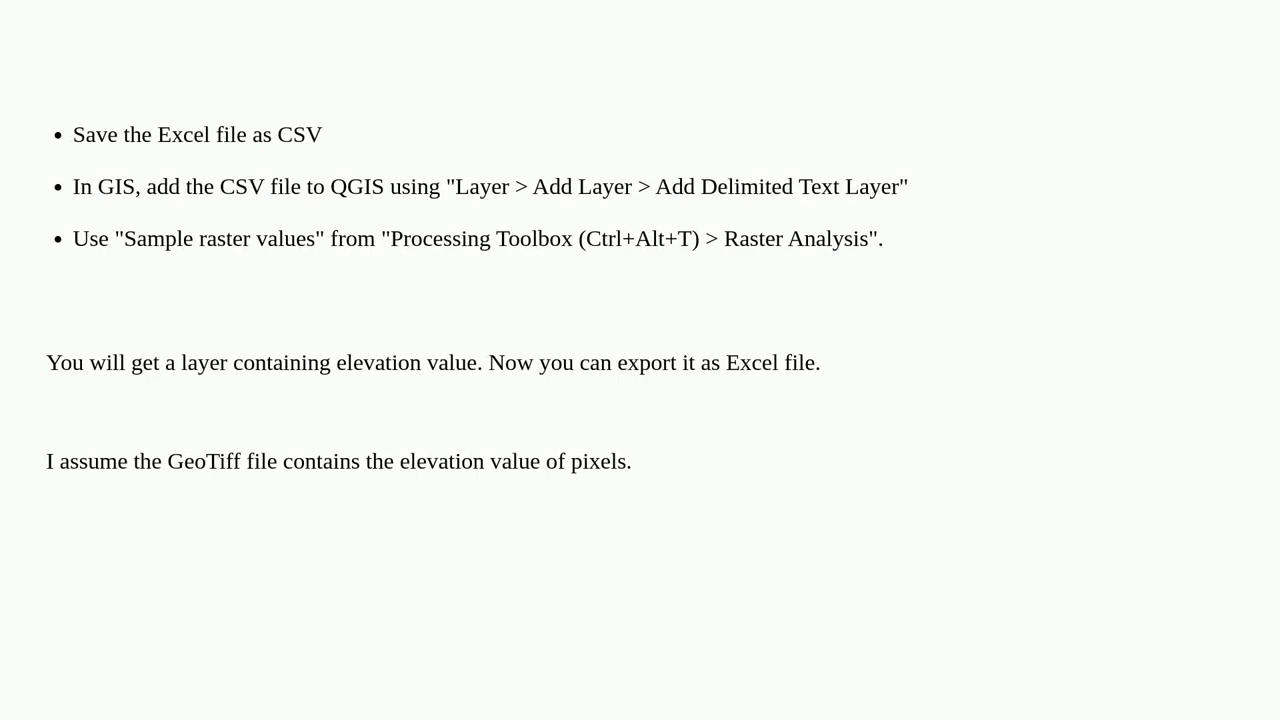 • Save the Excel file as CSV
• In GIS, add the CSV file to QGIS using "Layer > Add Layer > Add Delimited Text Layer"
• Use "Sample raster values" from "Processing Toolbox (Ctrl+Alt+T) > Raster Analysis".
You will get a layer containing elevation value. Now you can export it as Excel file.
I assume the GeoTiff file contains the elevation value of pixels.